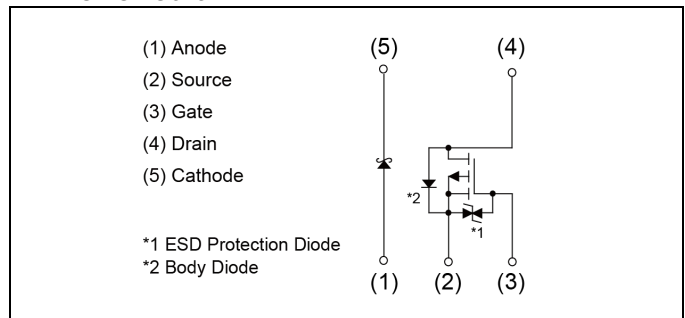 (1) Anode
(2) Source
(3) Gate
(4) Drain
(5) Cathode
*1 ESD Protection Diode
*2 Body Diode
(5)
(4)
*2
*1
(1)
(2)
(3)